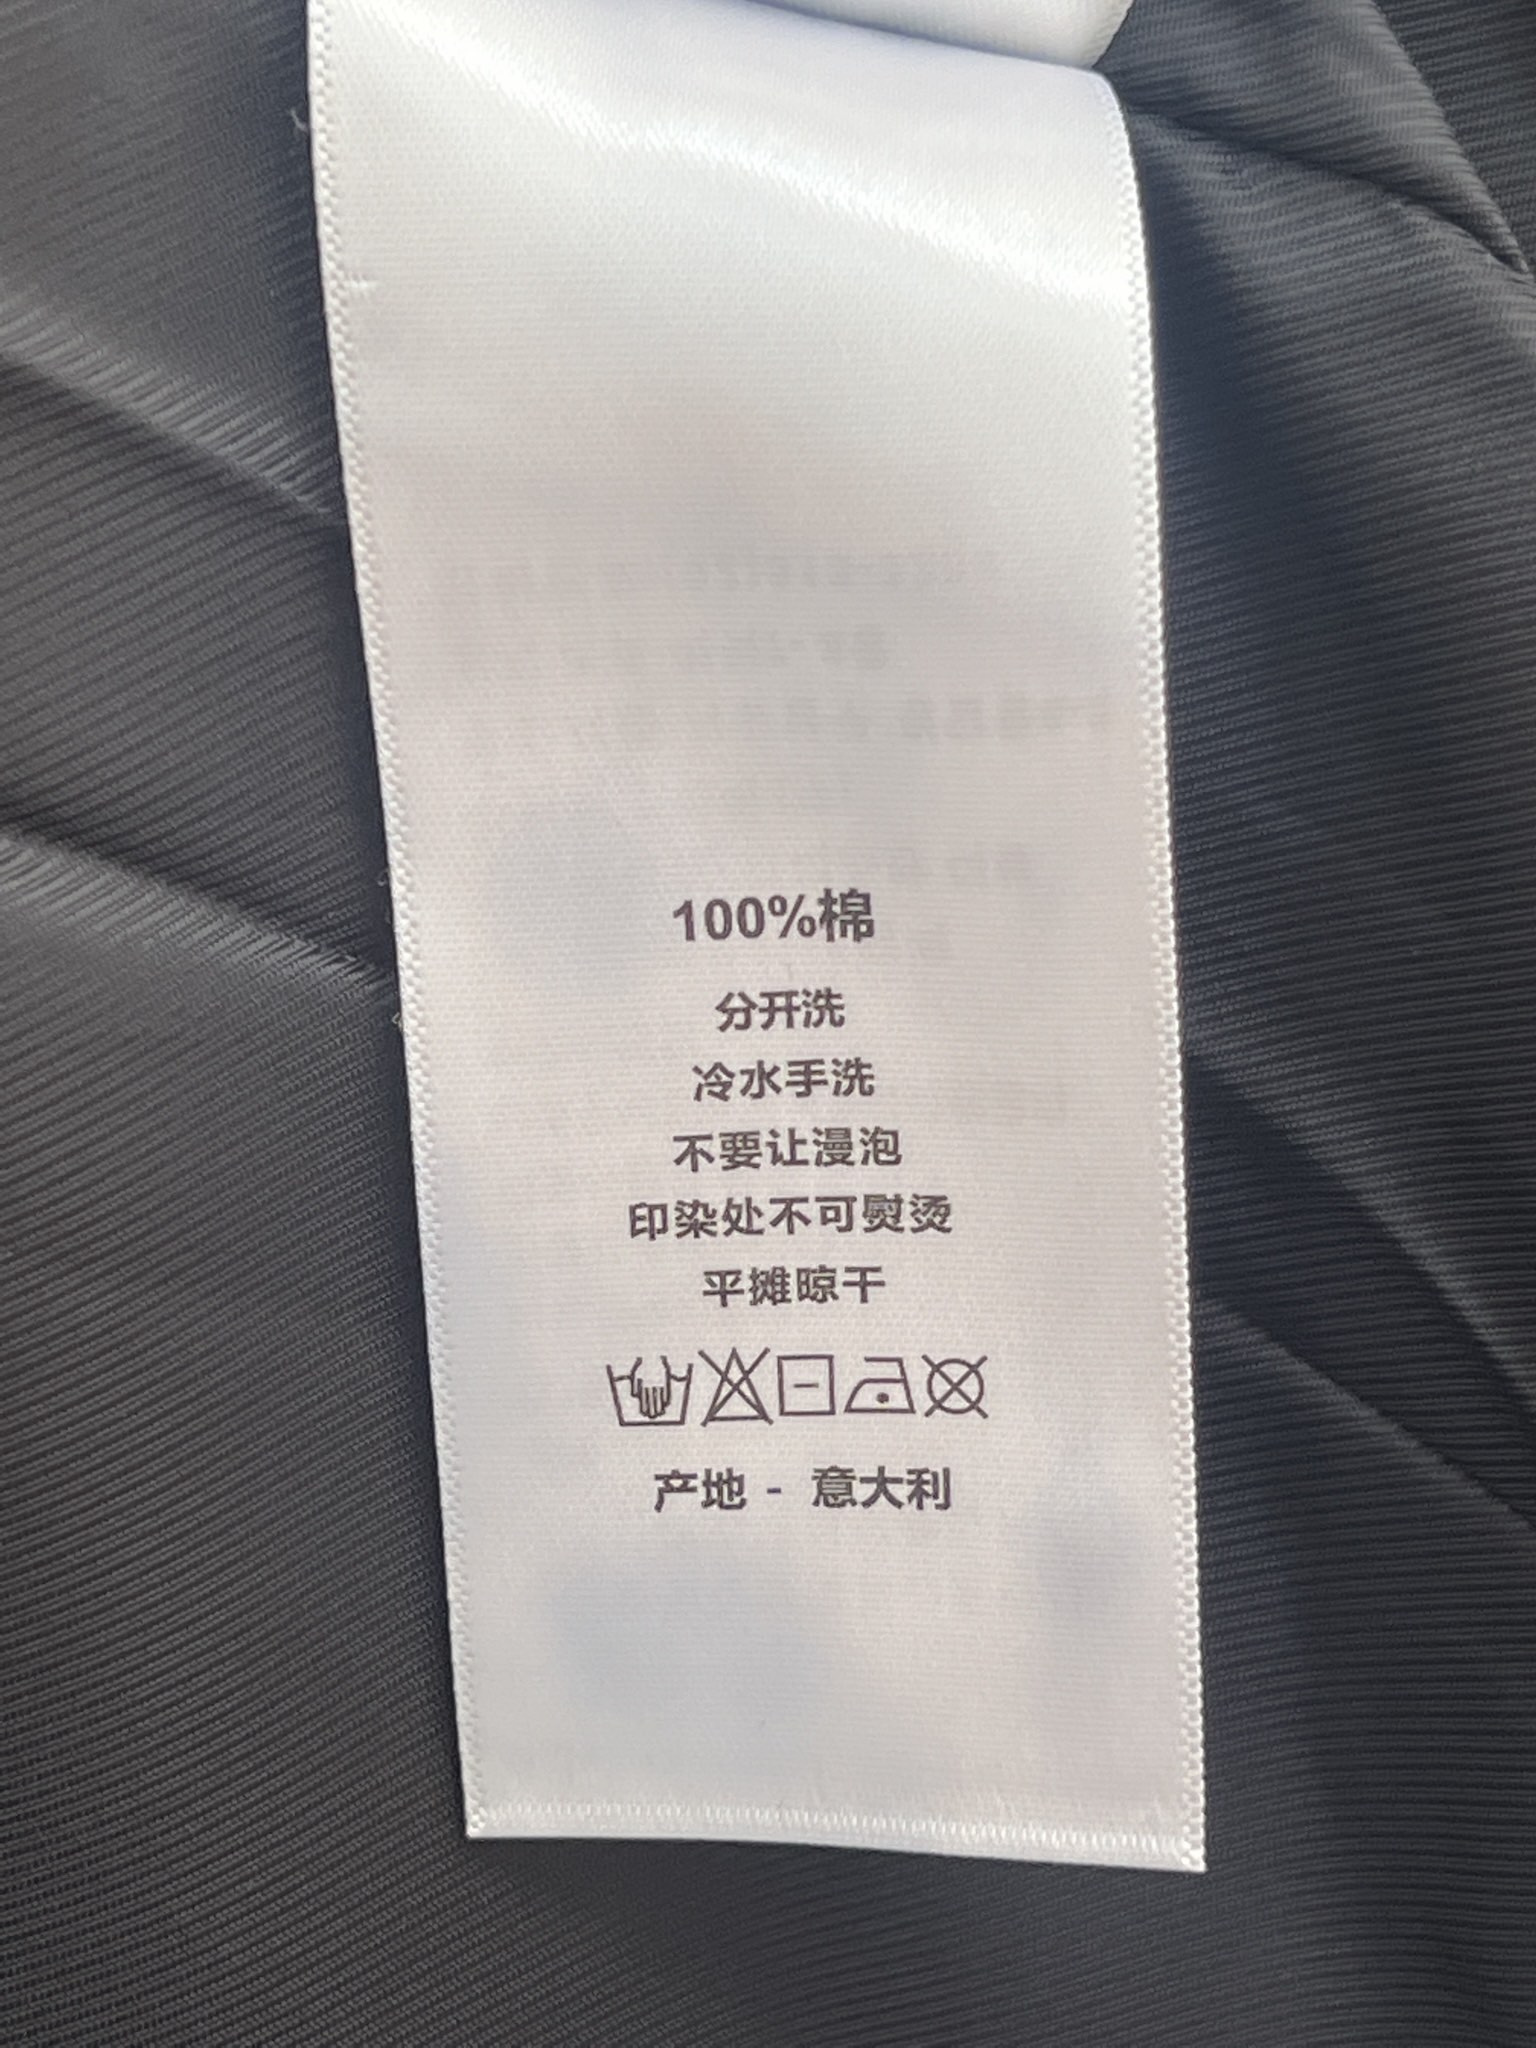 100%棉
分开洗
冷水手洗
不要让漫泡
印染处不可熨烫
平摊晾干
产地 - 意大利